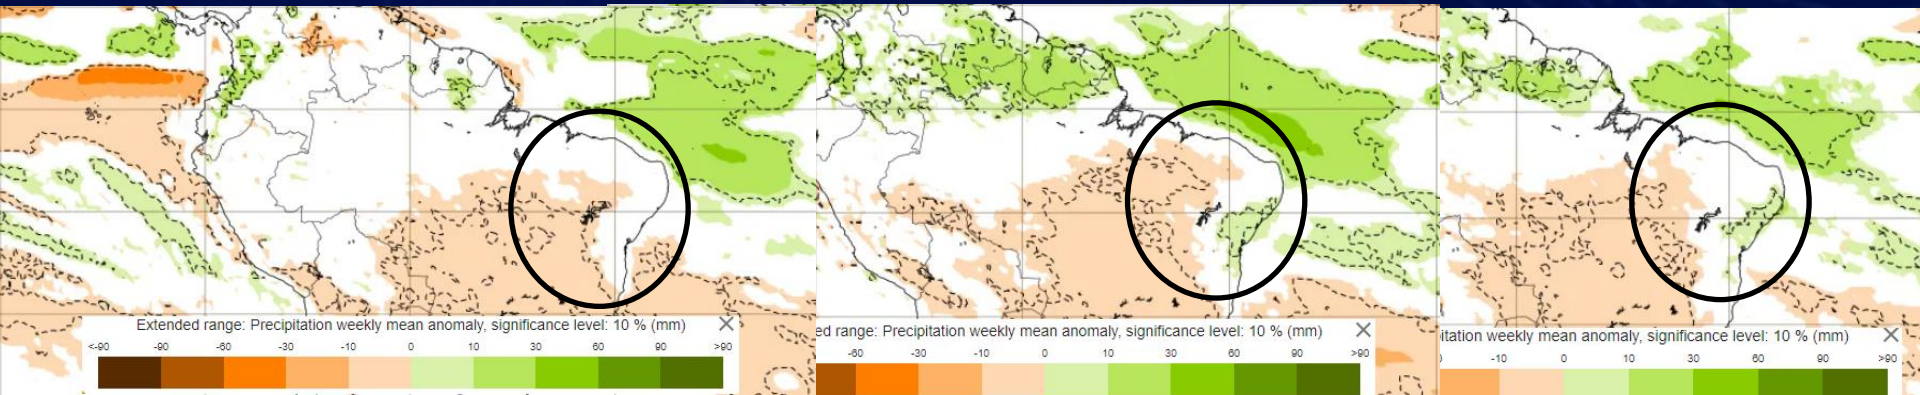 Extended range: Precipitation weekly mean anomaly, significance level: 10 % (mm)
<-90 -90 -60 -30 -10 0 10 30 60 90 >90
ed range: Precipitation weekly mean anomaly, significance level: 10 % (mm)
-60 -30 -10 0 10 30 60 90 >90
itation weekly mean anomaly, significance level: 10 % (mm)
-10 0 10 30 60 90 >90